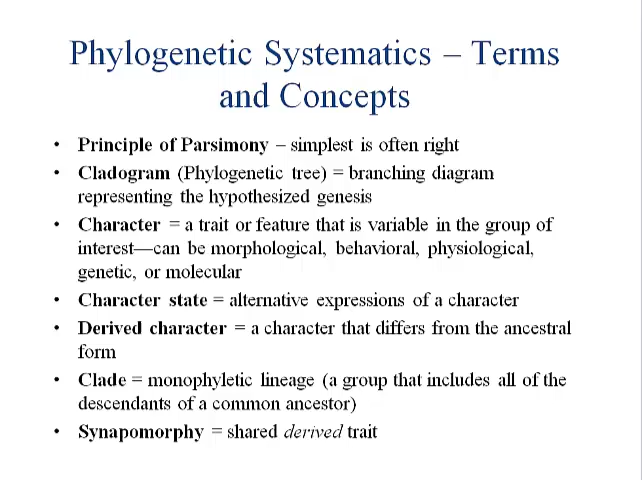 Phylogenetic Systematics – Terms
and Concepts
• Principle of Parsimony – simplest is often right
• Cladogram (Phylogenetic tree) = branching diagram
representing the hypothesized genesis
• Character = a trait or feature that is variable in the group of
interest—can be morphological, behavioral, physiological,
genetic, or molecular
• Character state = alternative expressions of a character
• Derived character = a character that differs from the ancestral
form
• Clade = monophyletic lineage (a group that includes all of the
descendants of a common ancestor)
• Synapomorphy = shared derived trait